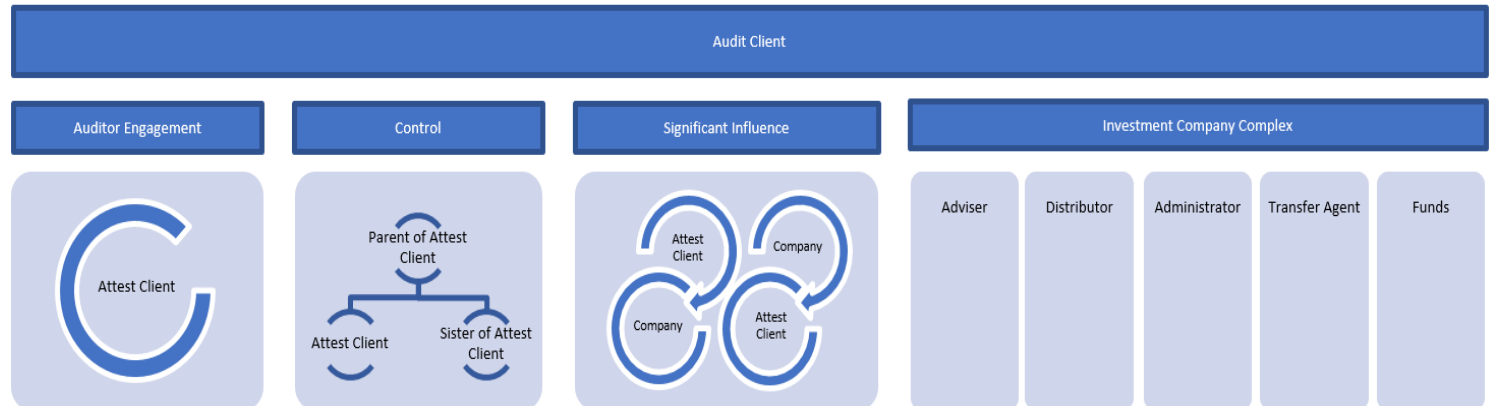 Audit Client
Auditor Engagement
Control
Significant Influence
Investment Company Complex
Attest Client
Parent of Attest
Client
Attest Client
Sister of Attest
Client
Attest
Client
Company
Company
Attest
Client
Adviser
Distributor
Administrator
Transfer Agent
Funds